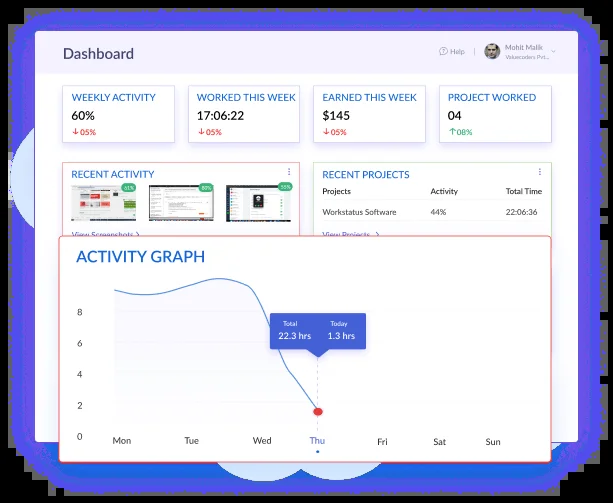 Dashboard
Help
Mohit Malik
Valuecoders Pvt...
WEEKLY ACTIVITY
60%
05%
WORKED THIS WEEK
17:06:22
05%
EARNED THIS WEEK
$145
05%
PROJECT WORKED
04
08%
RECENT ACTIVITY
61%
80%
View Screenshots
RECENT PROJECTS
Projects Activity Total Time
Workstatus Software 44% 22:06:36
View Projects
ACTIVITY GRAPH
Total Today
22.3 hrs 1.3 hrs
8
6
4
2
0
Mon Tue Wed Thu Fri Sat Sun